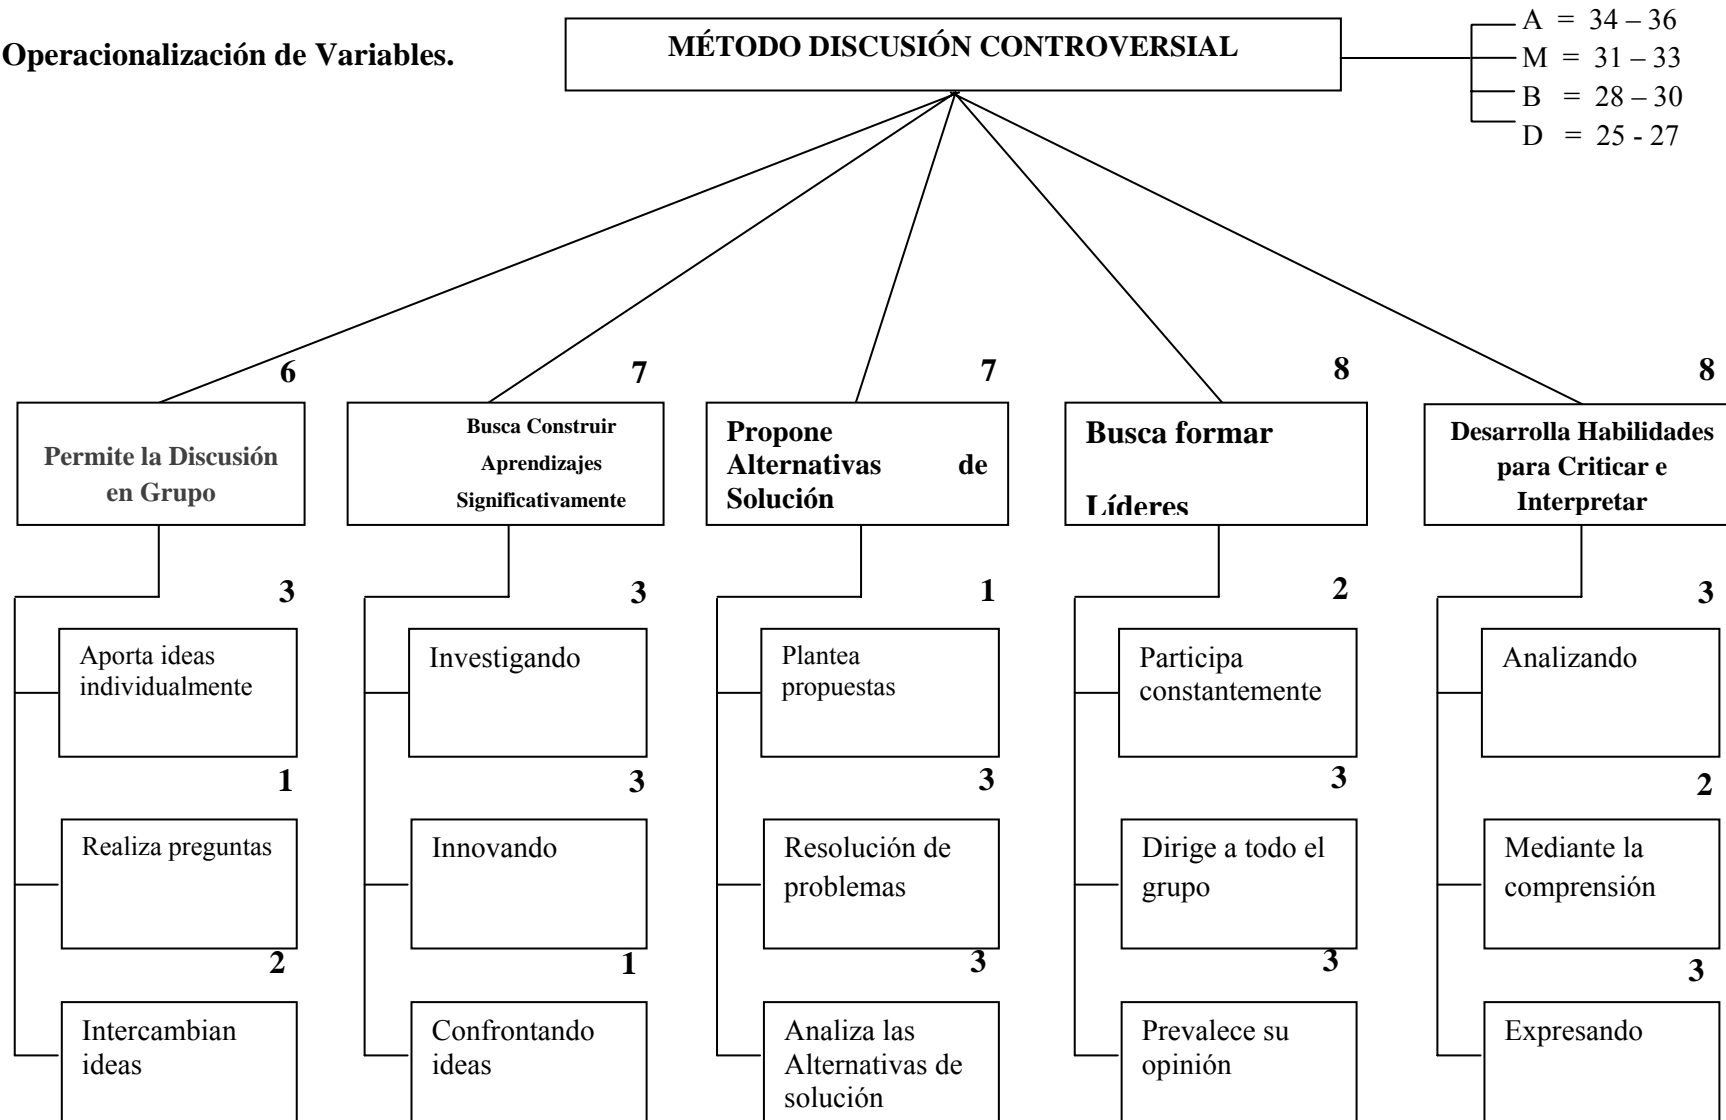 Operacionalización de Variables.
MÉTODO DISCUSIÓN CONTROVERSIAL
A = 34 – 36
M = 31 – 33
B = 28 – 30
D = 25 - 27
6
Permite la Discusión
en Grupo
7
Busca Construir
Aprendizajes
Significativamente
7
Propone
Alternativas de
Solución
8
Busca formar
Líderes
8
Desarrolla Habilidades
para Criticar e
Interpretar
3
Aporta ideas
individualmente
1
Realiza preguntas
2
Intercambian
ideas
3
Investigando
3
Innovando
1
Confrontando
ideas
1
Plantea
propuestas
3
Resolución de
problemas
3
Analiza las
Alternativas de
solución
2
Participa
constantemente
3
Dirige a todo el
grupo
3
Prevalece su
opinión
3
Analizando
2
Mediante la
comprensión
3
Expresando